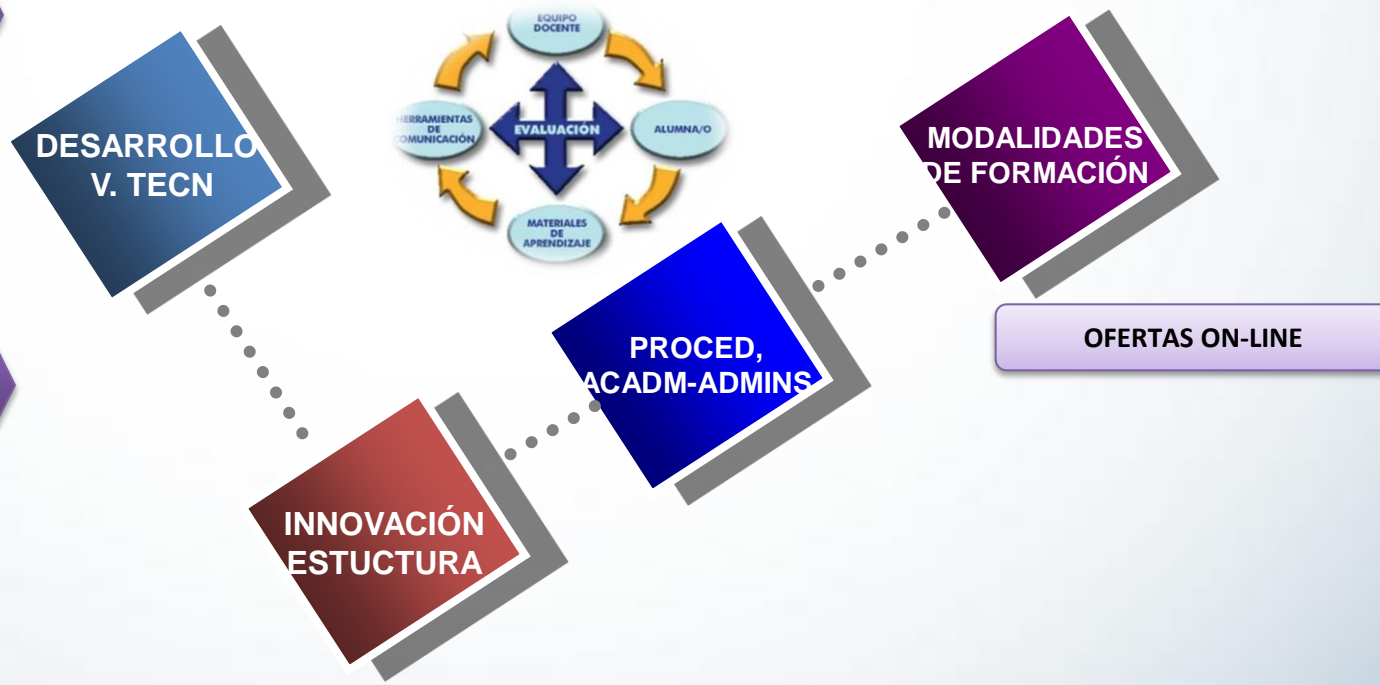 EQUIPO
DOCENTE
HERRAMIENTAS
DE
COMUNICACIÓN
EVALUACIÓN
ALUMNA/O
MATERIALES
DE
APRENDIZAJE
DESARROLLO
V. TECN
MODALIDADES
DE FORMACIÓN
OFERTAS ON-LINE
PROCED,
ACADM-ADMINS
INNOVACIÓN
ESTUCTURA